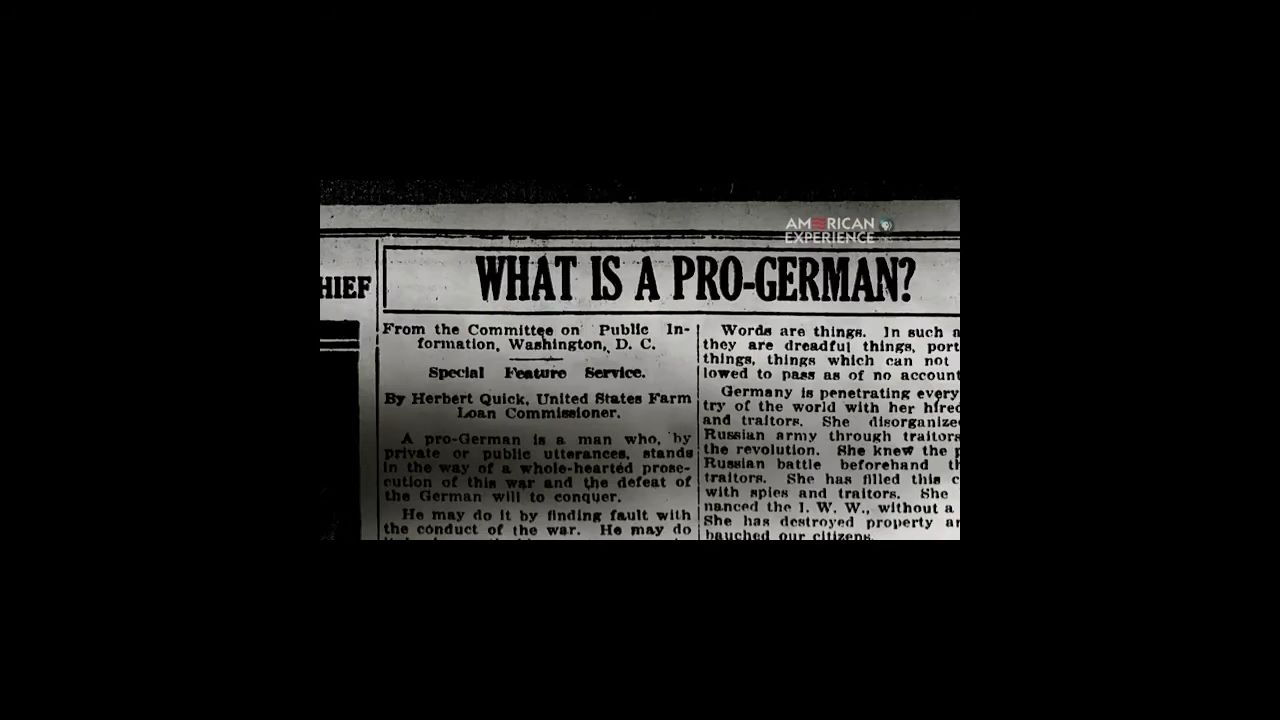 AMERICAN
EXPERIENCE
HIEF
WHAT IS A PRO-GERMAN?
From the Committee on Public In-
formation, Washington, D. C.
Special Feature Service.
By Herbert Quick, United States Farm
Loan Commissioner.
A pro-German is a man who, by
private or public utterances, stands
in the way of a whole-hearted prose-
cution of this war and the defeat of
the German will to conquer.
He may do it by finding fault with
the conduct of the war. He may do
Words are things. In such a
they are dreadful things, port
things, things which can not
lowed to pass as of no account
Germany is penetrating every
try of the world with her hired
and traitors. She disorganize
Russian army through traitors
the revolution. She knew the p
Russian battle beforehand th
traitors. She has filled this c
with spies and traitors. She
nanced the I. W. W., without a
She has destroyed property an
bauched our citizens.